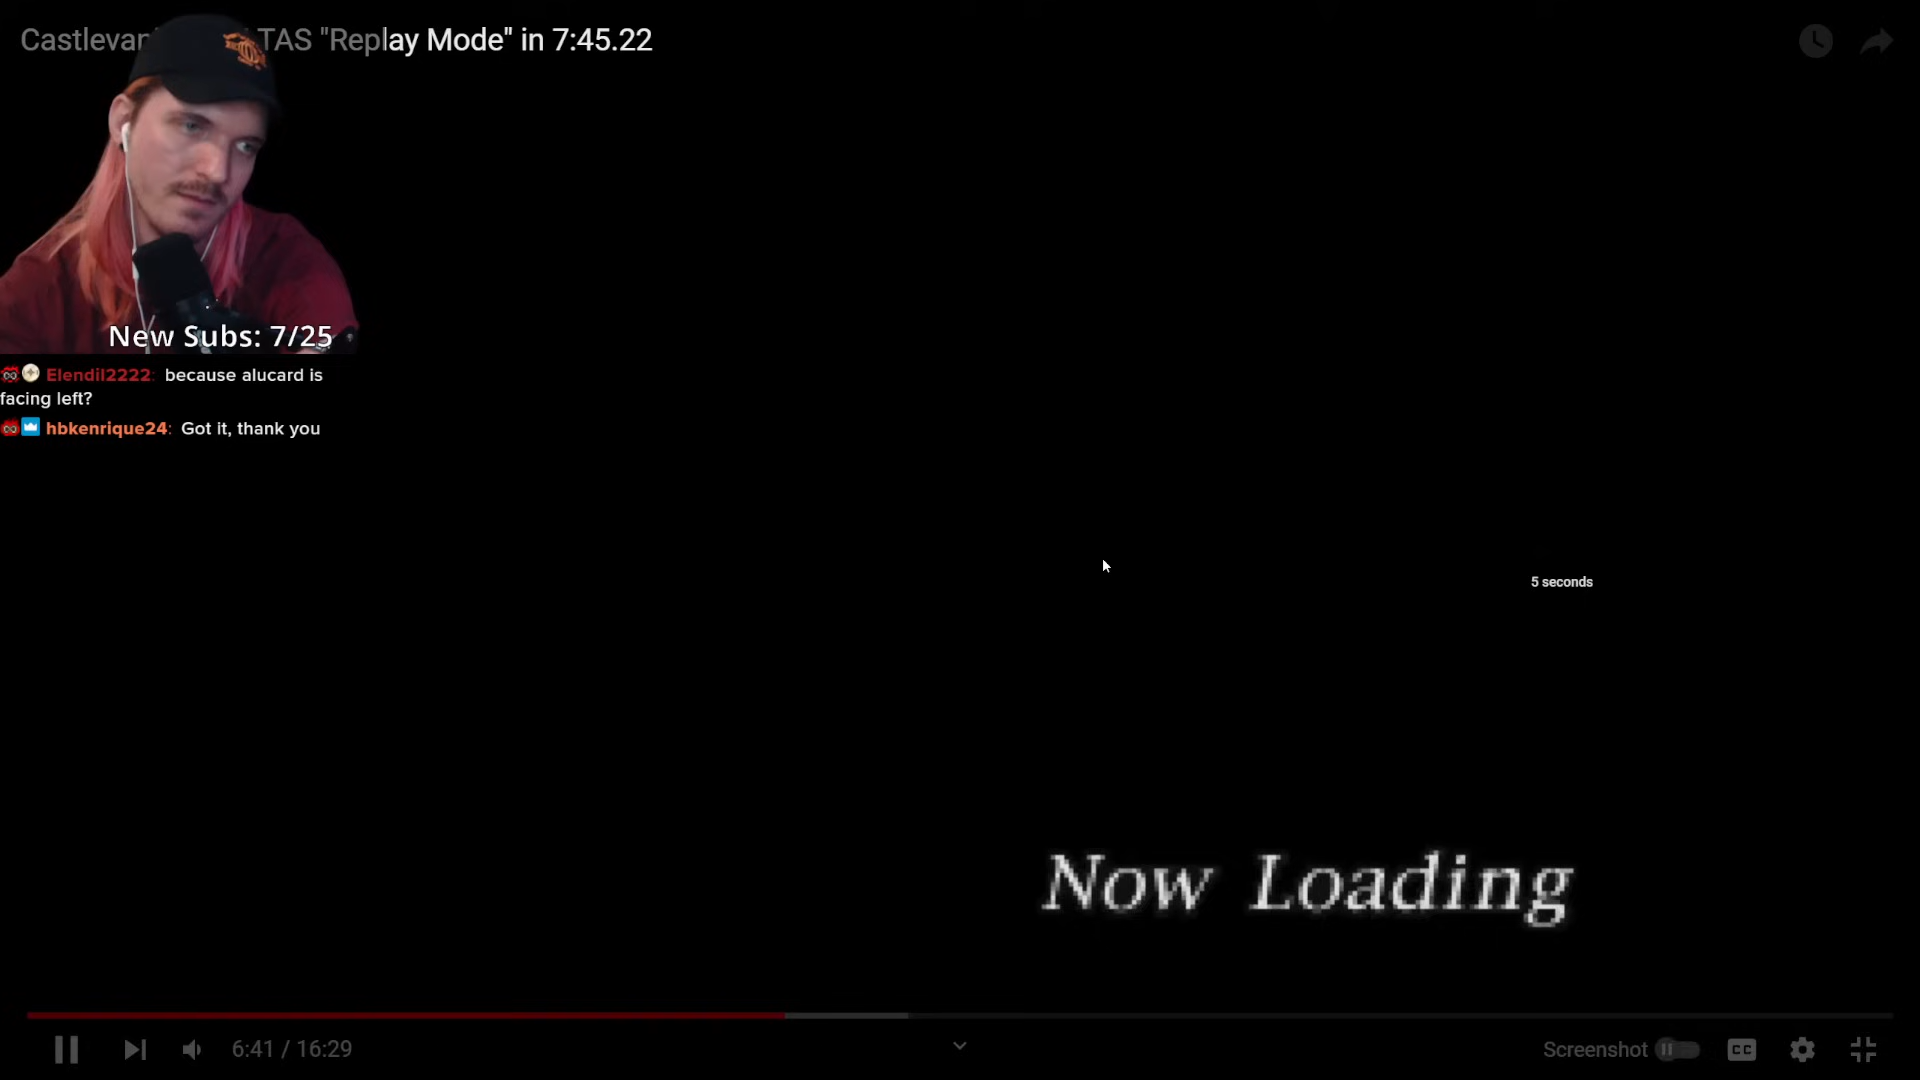 Castlevan TAS "Replay Mode" in 7:45.22
New Subs: 7/25
Elendil2222: because alucard is
facing left?
hbkenrique24: Got it, thank you
5 seconds
Now Loading
6:41 / 16:29
Screenshot
CC